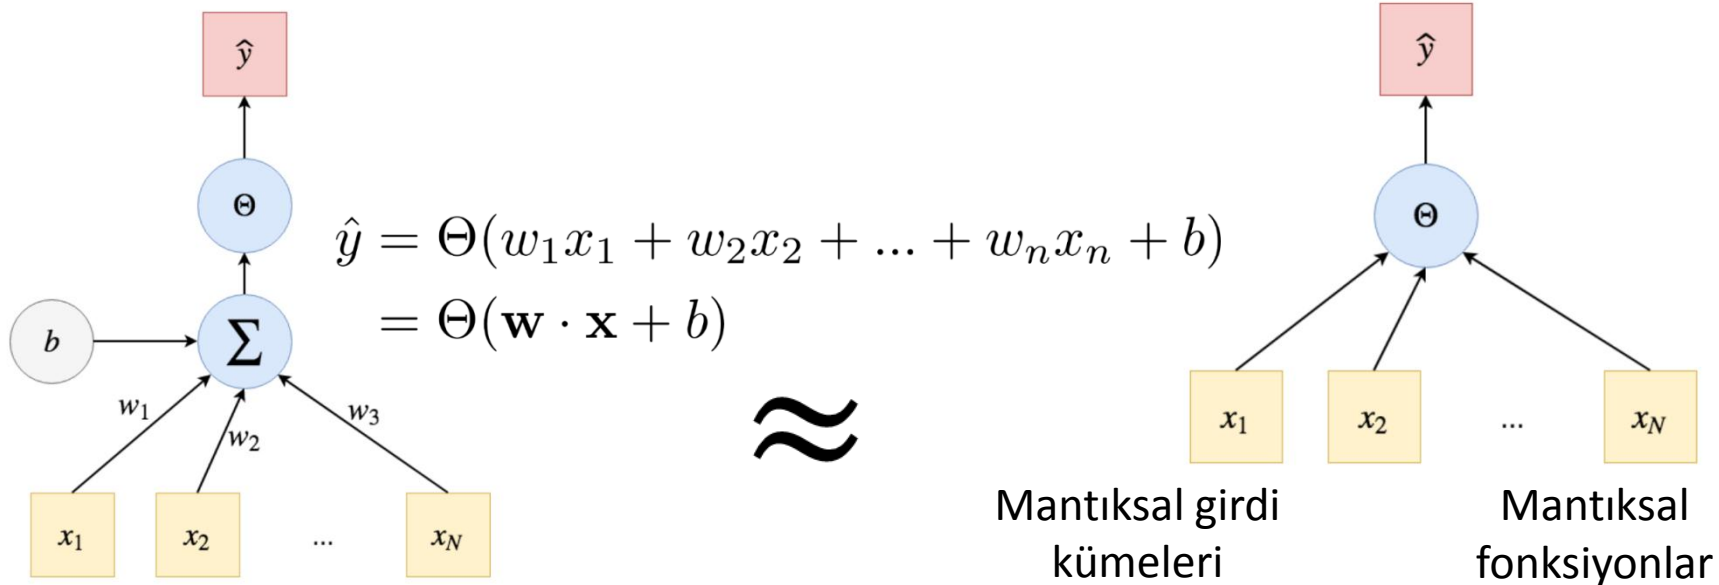 ŷ
Θ
ŷ = Θ(w₁x₁ + w₂x₂ + ... + wₙxₙ + b)
= Θ(𝐰 · 𝐱 + b)
b
Σ
w₁
w₂
w₃
x₁ x₂ ... x_N
≈
ŷ
Θ
x₁ x₂ ... x_N
Mantıksal girdi
kümeleri
Mantıksal
fonksiyonlar